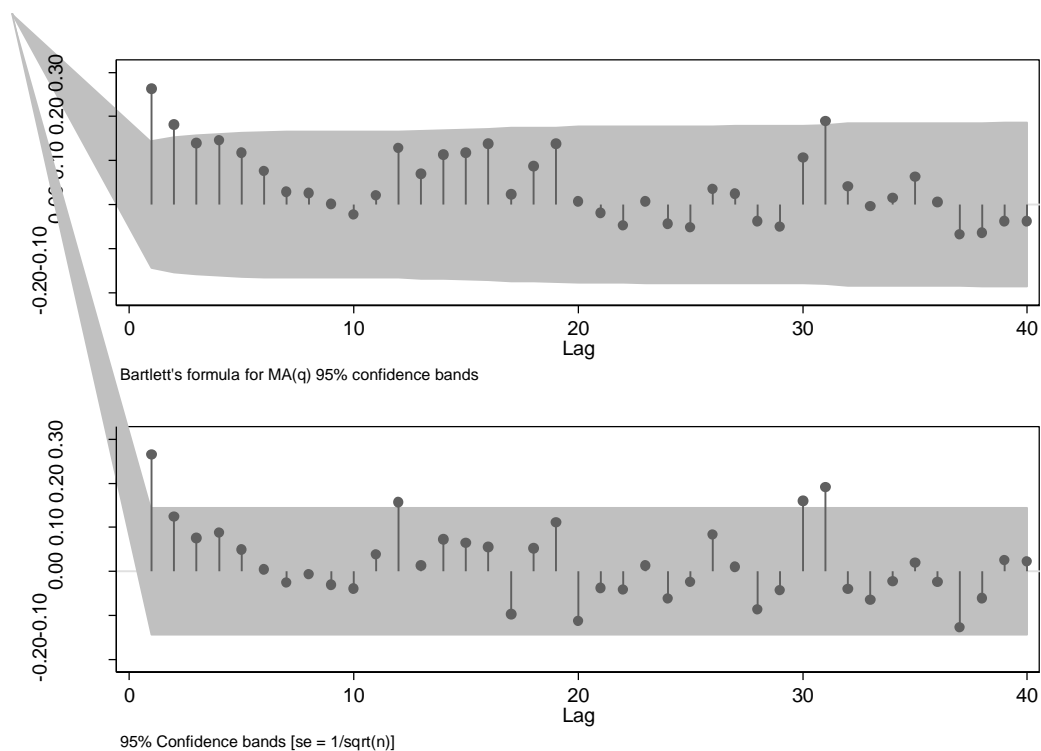 -0.20-0.10 0.00 0.10 0.20 0.30
0 10 20 30 40
Lag
Bartlett's formula for MA(q) 95% confidence bands
-0.20-0.10 0.00 0.10 0.20 0.30
0 10 20 30 40
Lag
95% Confidence bands [se = 1/sqrt(n)]